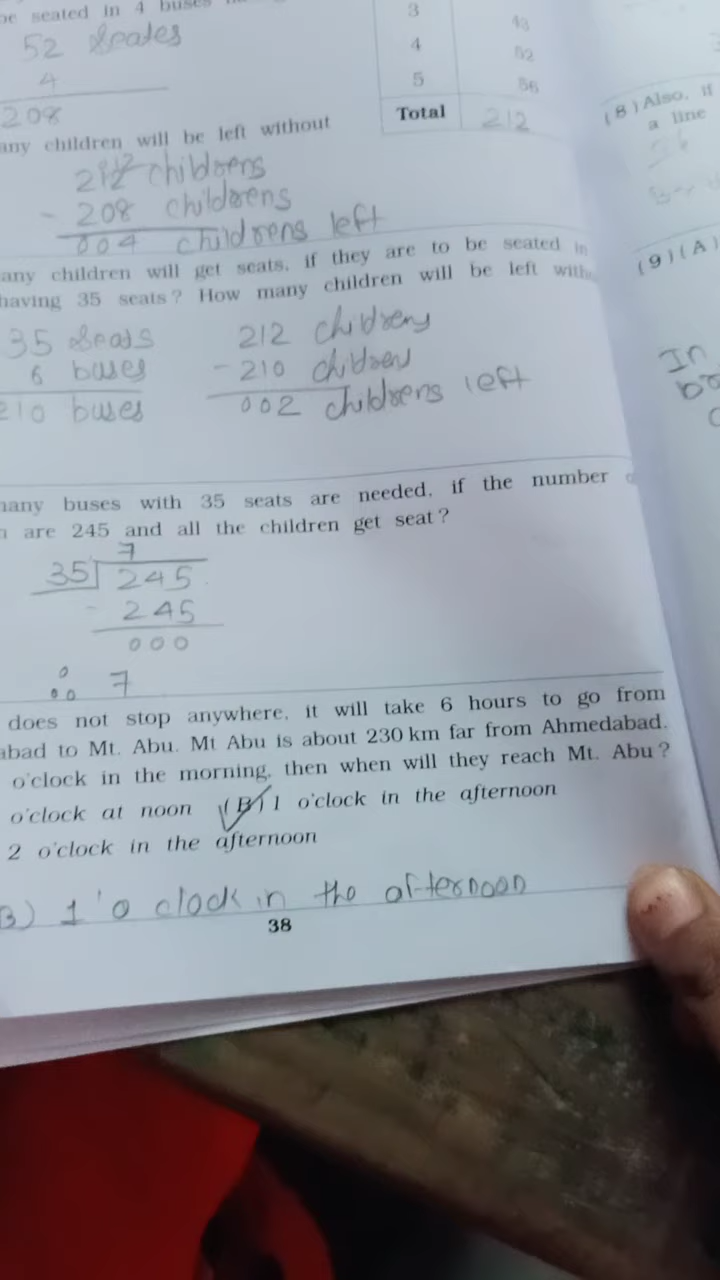 be seated in 4 buses
52 Seates
4
208
3 43
4 52
5 56
Total 212
any children will be left without
212 childrens
- 208 childrens
004 childrens left
any children will get seats, if they are to be seated in
having 35 seats? How many children will be left
35 Seats
6 buses
210 buses
212 childrens
- 210 children
002 childrens left
many buses with 35 seats are needed, if the number
are 245 and all the children get seat?
7
35 245
- 245
000
7
does not stop anywhere, it will take 6 hours to go from
abad to Mt. Abu. Mt Abu is about 230 km far from Ahmedabad.
o'clock in the morning, then when will they reach Mt. Abu?
o'clock at noon (B) 1 o'clock in the afternoon
2 o'clock in the afternoon
B) 1'o clock in the afternoon
38
(8) Also, if
a line
(9) (A)
In